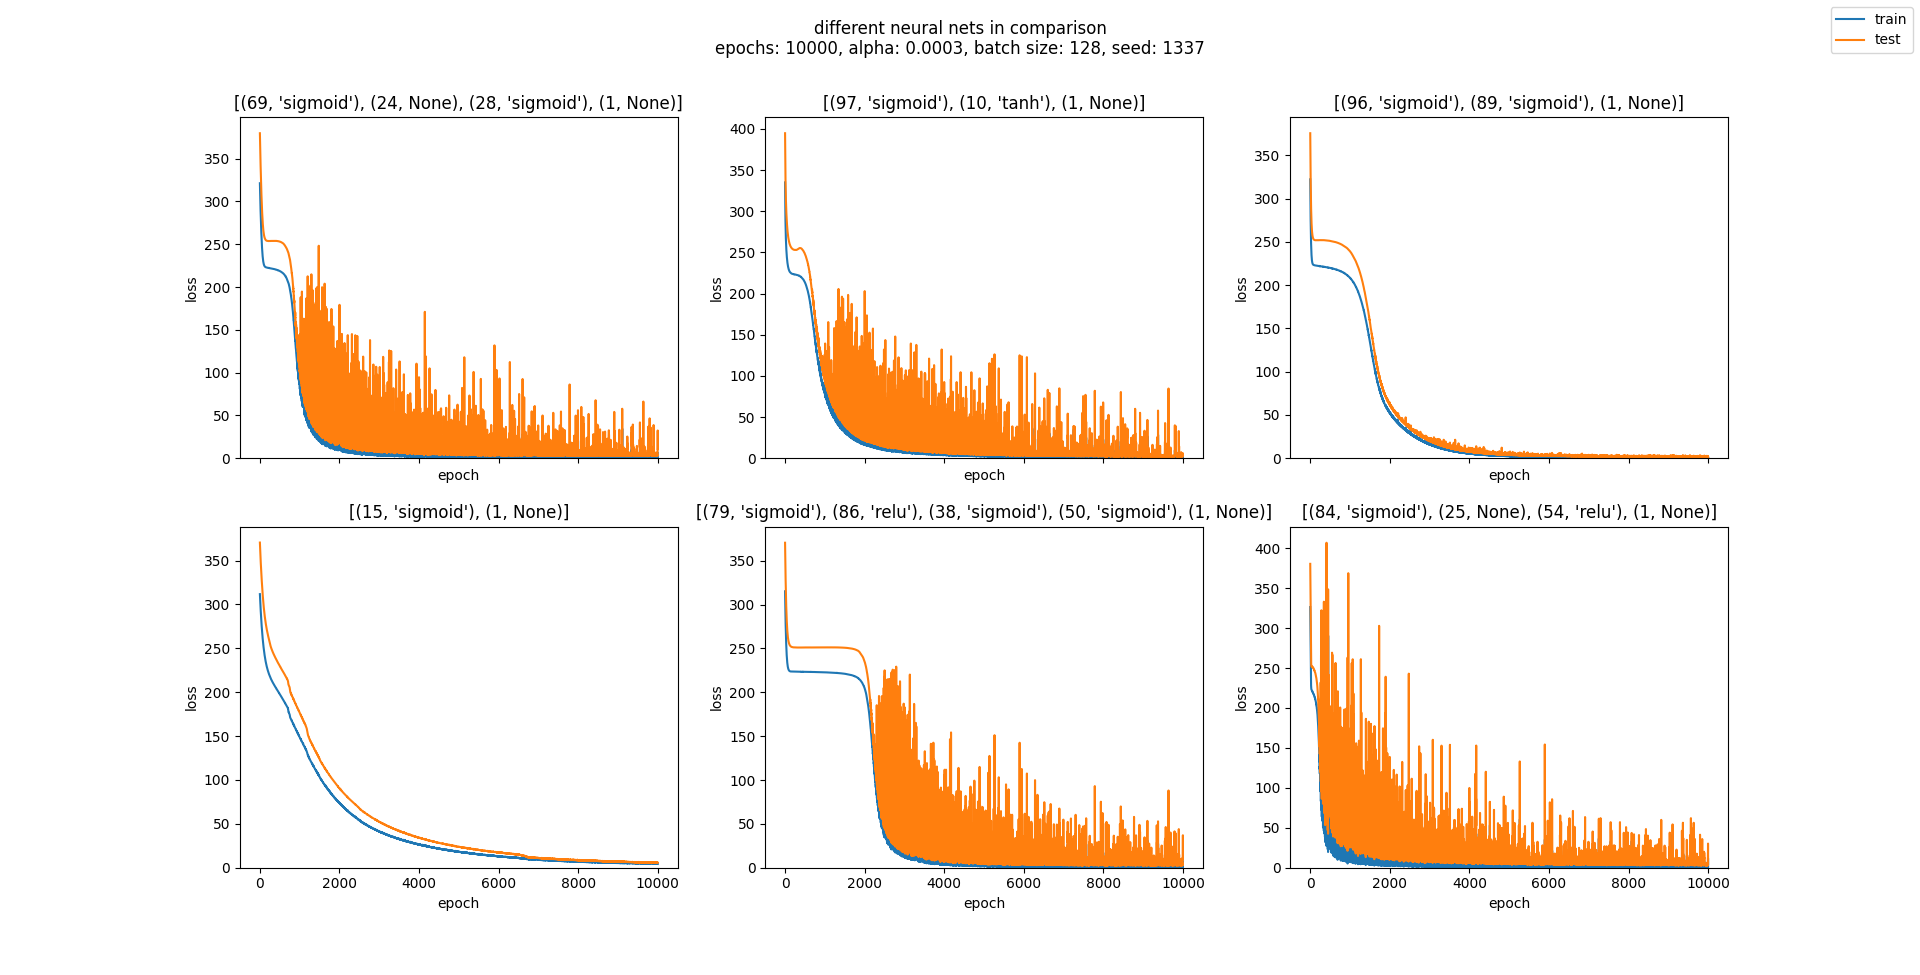 different neural nets in comparison
epochs: 10000, alpha: 0.0003, batch size: 128, seed: 1337
train
test
[(69, 'sigmoid'), (24, None), (28, 'sigmoid'), (1, None)]
350
300
250
200
150
100
50
0
loss
epoch
[(97, 'sigmoid'), (10, 'tanh'), (1, None)]
400
350
300
250
200
150
100
50
0
loss
epoch
[(96, 'sigmoid'), (89, 'sigmoid'), (1, None)]
350
300
250
200
150
100
50
0
loss
epoch
[(15, 'sigmoid'), (1, None)]
350
300
250
200
150
100
50
0
loss
0 2000 4000 6000 8000 10000
epoch
[(79, 'sigmoid'), (86, 'relu'), (38, 'sigmoid'), (50, 'sigmoid'), (1, None)]
350
300
250
200
150
100
50
0
loss
0 2000 4000 6000 8000 10000
epoch
[(84, 'sigmoid'), (25, None), (54, 'relu'), (1, None)]
400
350
300
250
200
150
100
50
0
loss
0 2000 4000 6000 8000 10000
epoch